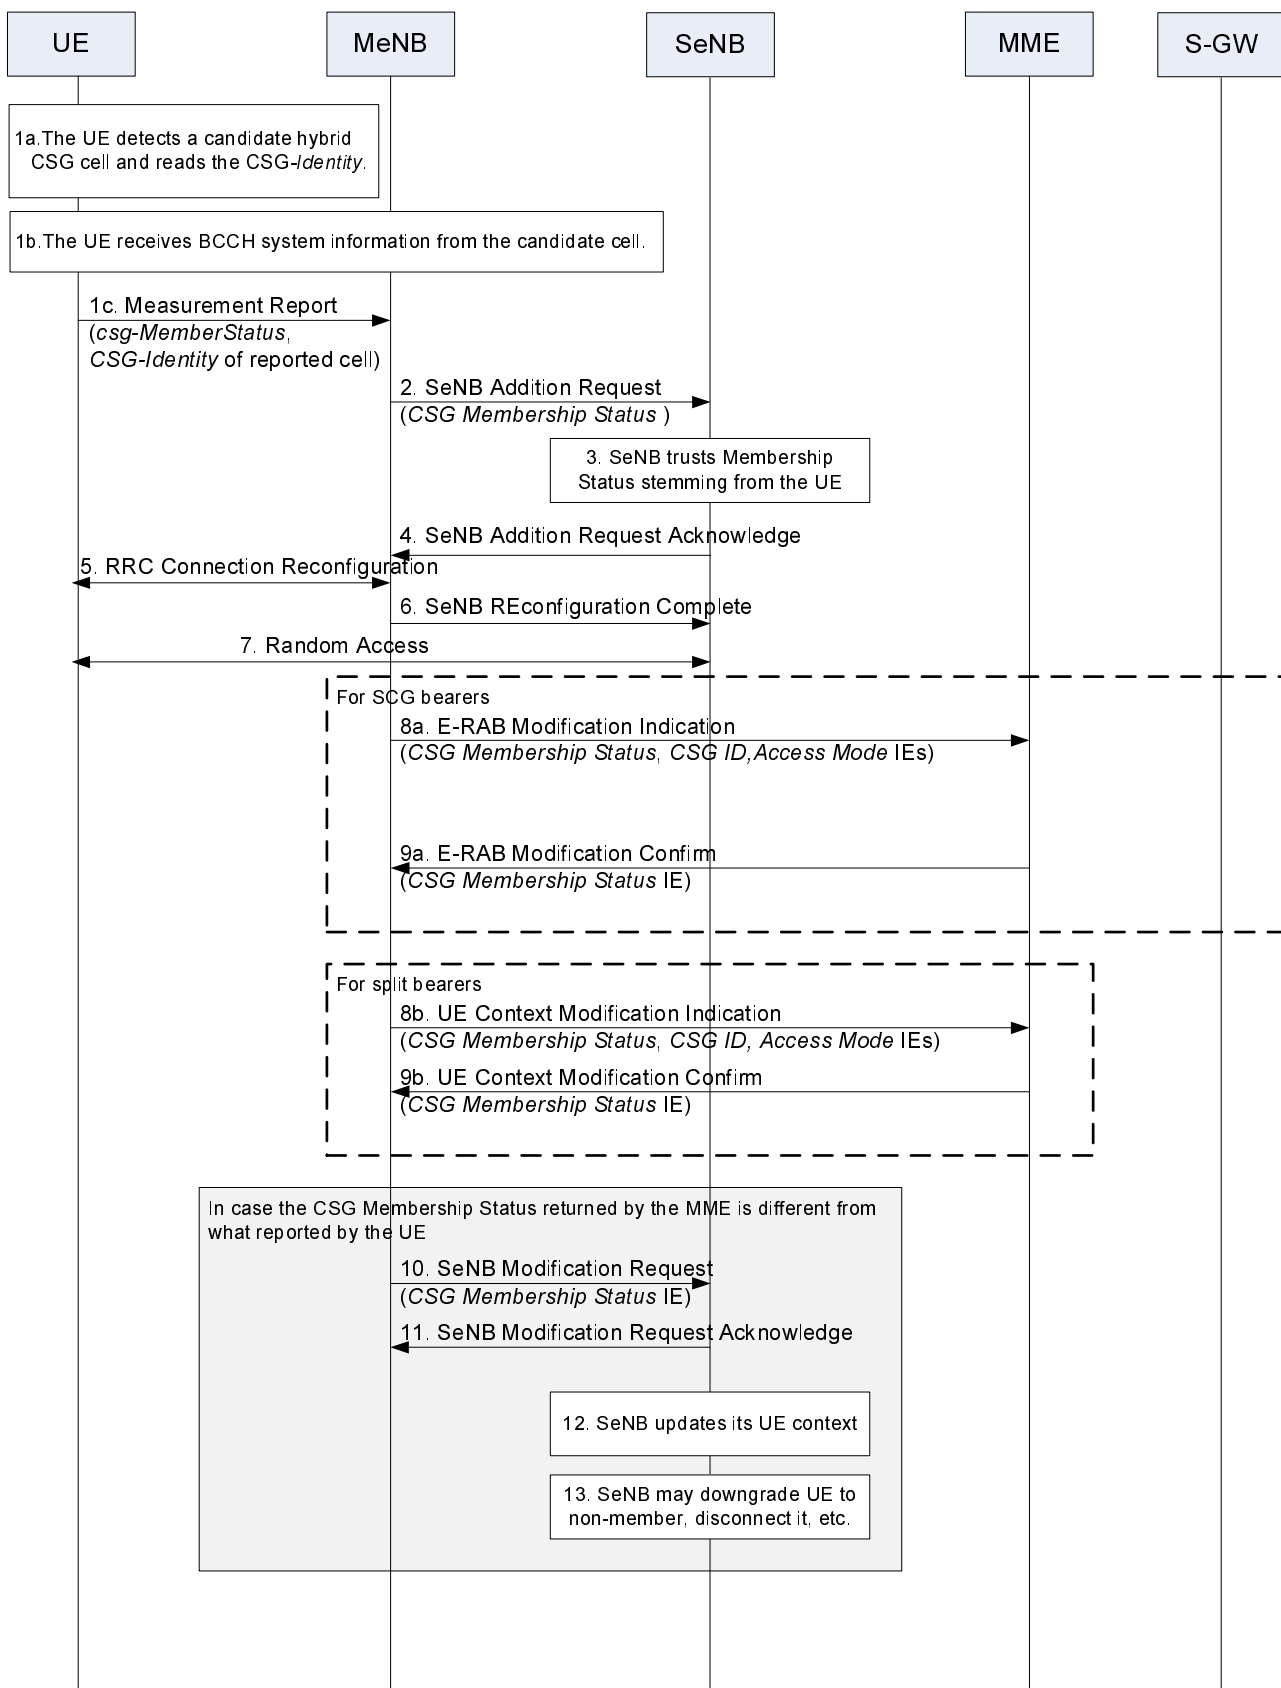 UE
MeNB
SeNB
MME
S-GW
1a.The UE detects a candidate hybrid
CSG cell and reads the CSG-Identity.
1b.The UE receives BCCH system information from the candidate cell.
1c. Measurement Report
(csg-MemberStatus,
CSG-Identity of reported cell)
2. SeNB Addition Request
(CSG Membership Status )
3. SeNB trusts Membership
Status stemming from the UE
4. SeNB Addition Request Acknowledge
5. RRC Connection Reconfiguration
6. SeNB REconfiguration Complete
7. Random Access
For SCG bearers
8a. E-RAB Modification Indication
(CSG Membership Status, CSG ID,Access Mode IEs)
9a. E-RAB Modification Confirm
(CSG Membership Status IE)
For split bearers
8b. UE Context Modification Indication
(CSG Membership Status, CSG ID, Access Mode IEs)
9b. UE Context Modification Confirm
(CSG Membership Status IE)
In case the CSG Membership Status returned by the MME is different from
what reported by the UE
10. SeNB Modification Request
(CSG Membership Status IE)
11. SeNB Modification Request Acknowledge
12. SeNB updates its UE context
13. SeNB may downgrade UE to
non-member, disconnect it, etc.